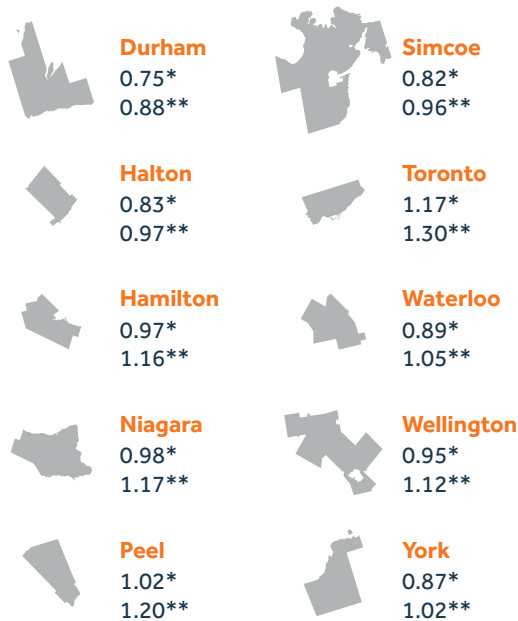 Durham
0.75*
0.88**
Halton
0.83*
0.97**
Hamilton
0.97*
1.16**
Niagara
0.98*
1.17**
Peel
1.02*
1.20**
Simcoe
0.82*
0.96**
Toronto
1.17*
1.30**
Waterloo
0.89*
1.05**
Wellington
0.95*
1.12**
York
0.87*
1.02**